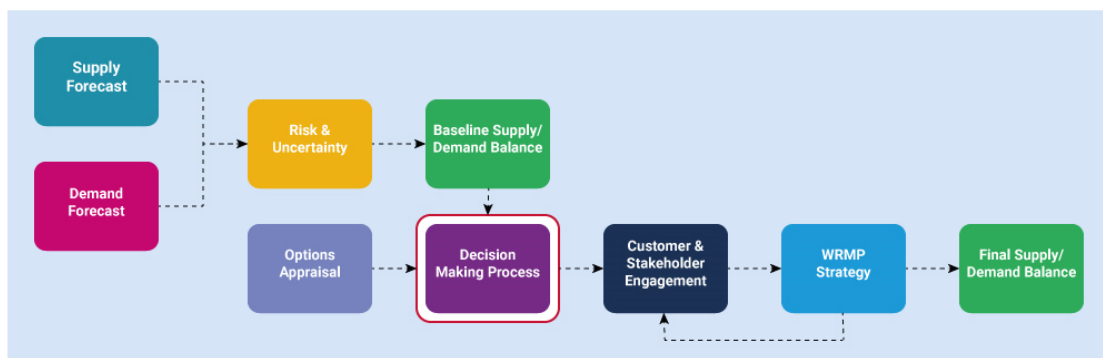 Supply
Forecast
Demand
Forecast
Risk &
Uncertainty
Baseline Supply/
Demand Balance
Options
Appraisal
Decision
Making Process
Customer &
Stakeholder
Engagement
WRMP
Strategy
Final Supply/
Demand Balance